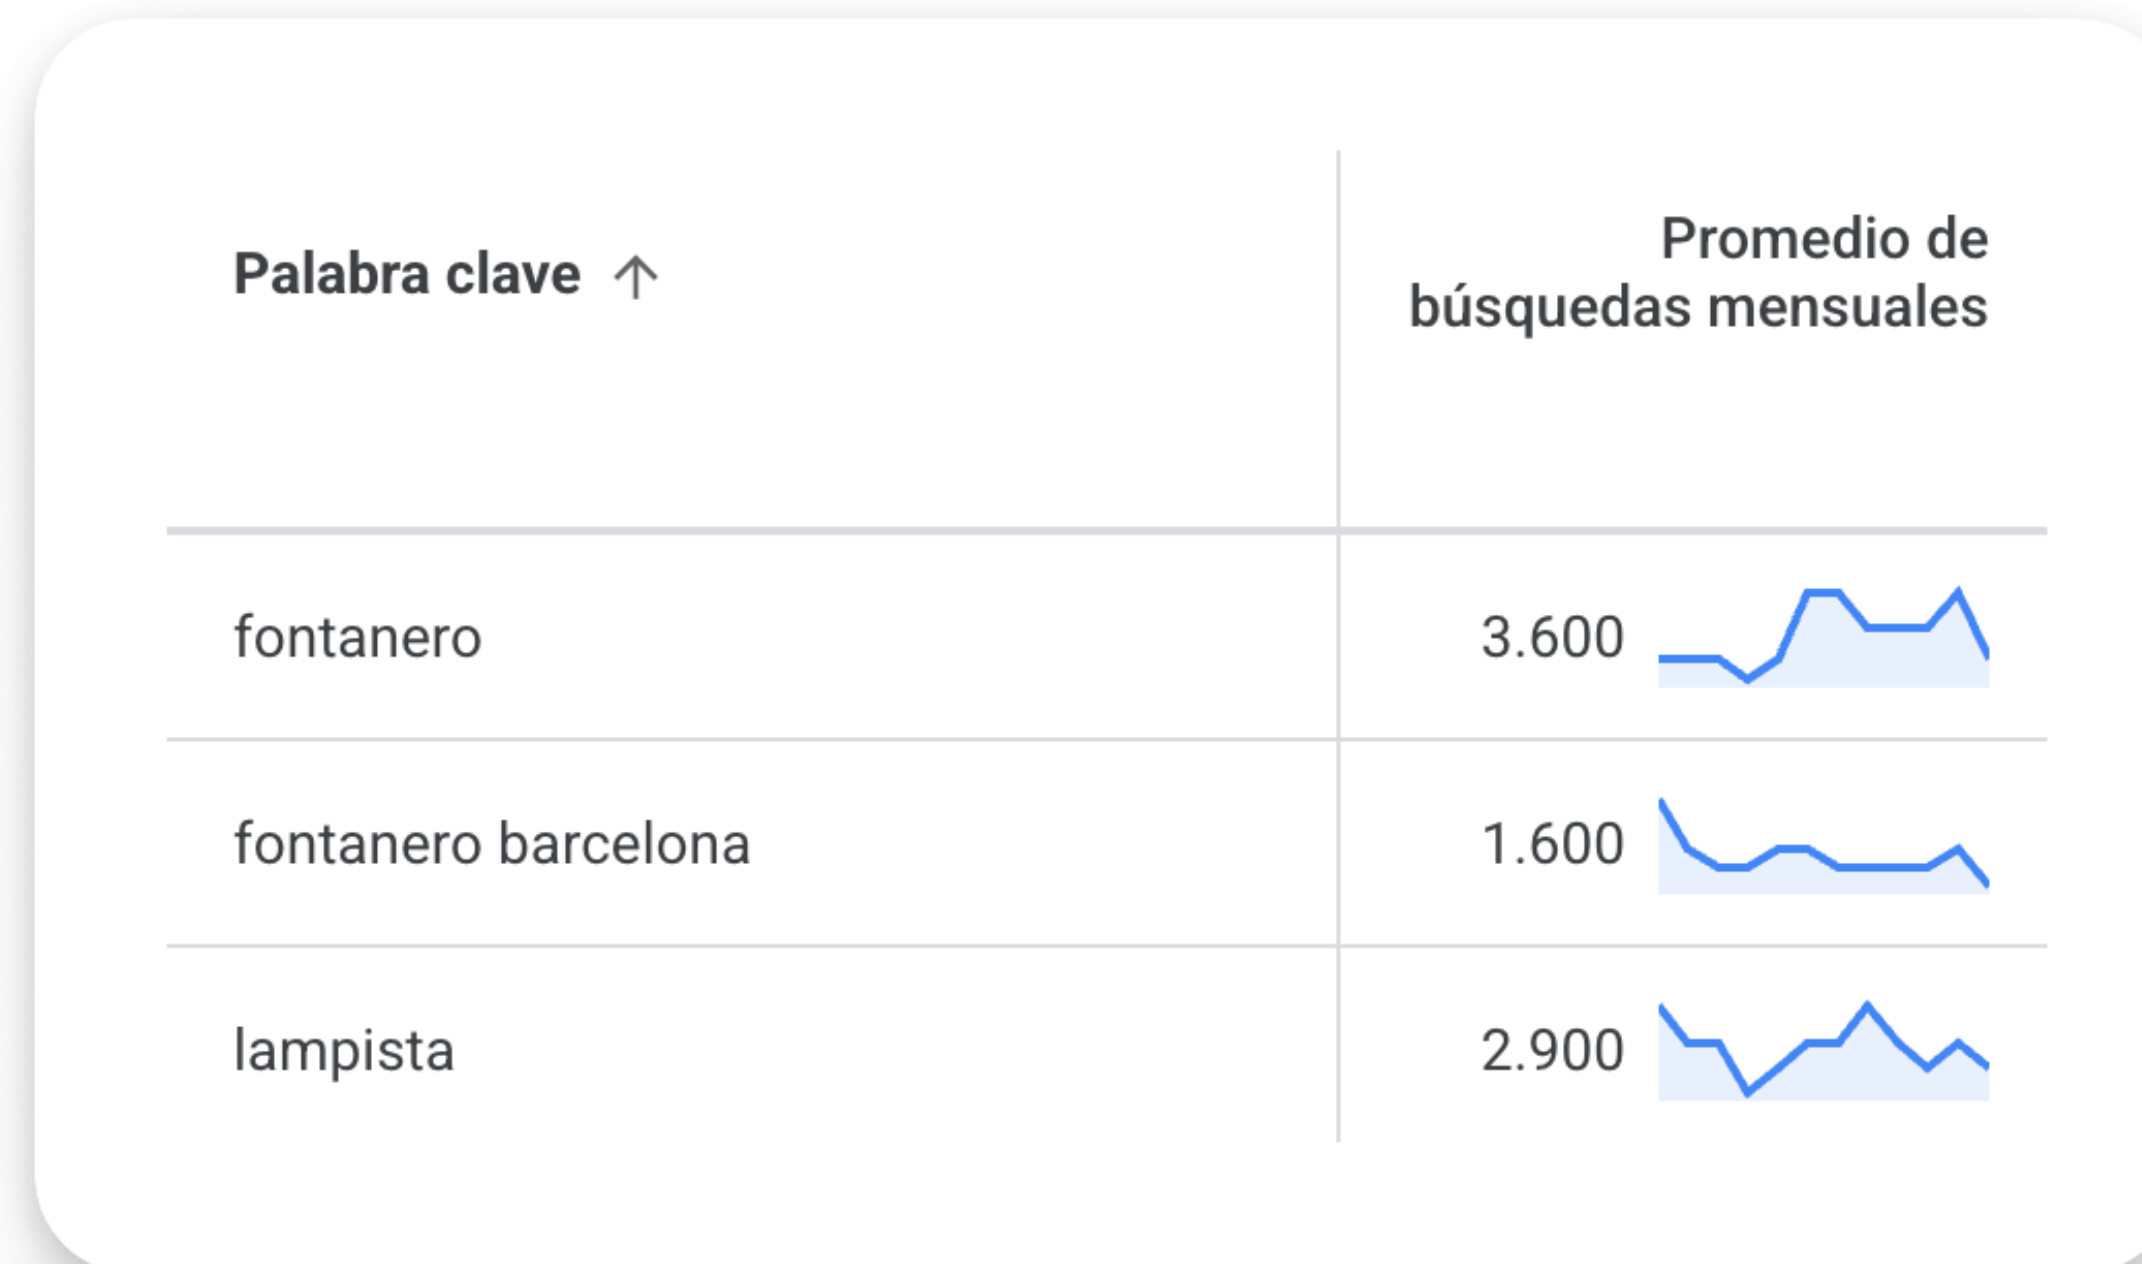 Palabra clave
Promedio de
búsquedas mensuales
fontanero 3.600
fontanero barcelona 1.600
lampista 2.900